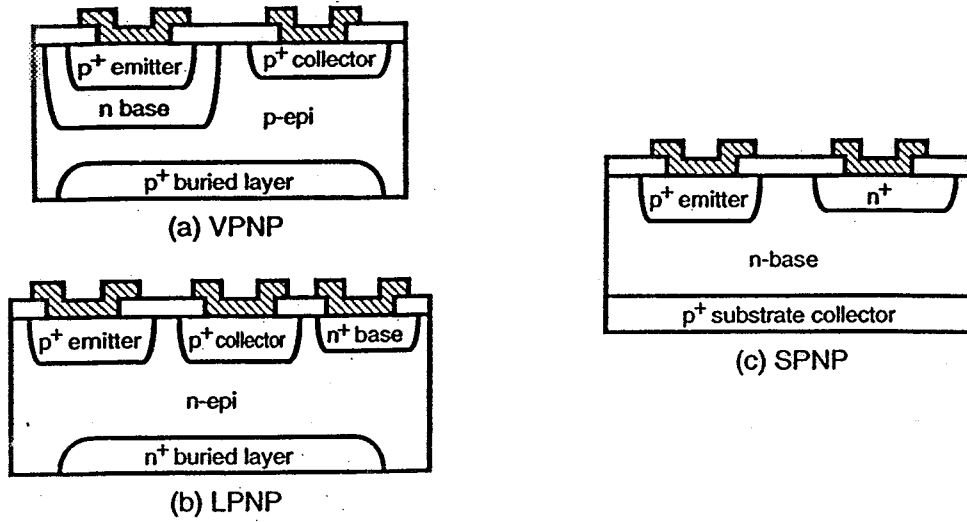 p+ emitter
p+ collector
n base
p-epi
p+ buried layer
(a) VPNP
p+ emitter
p+ collector
n+ base
n-epi
n+ buried layer
(b) LPNP
p+ emitter
n+
n-base
p+ substrate collector
(c) SPNP